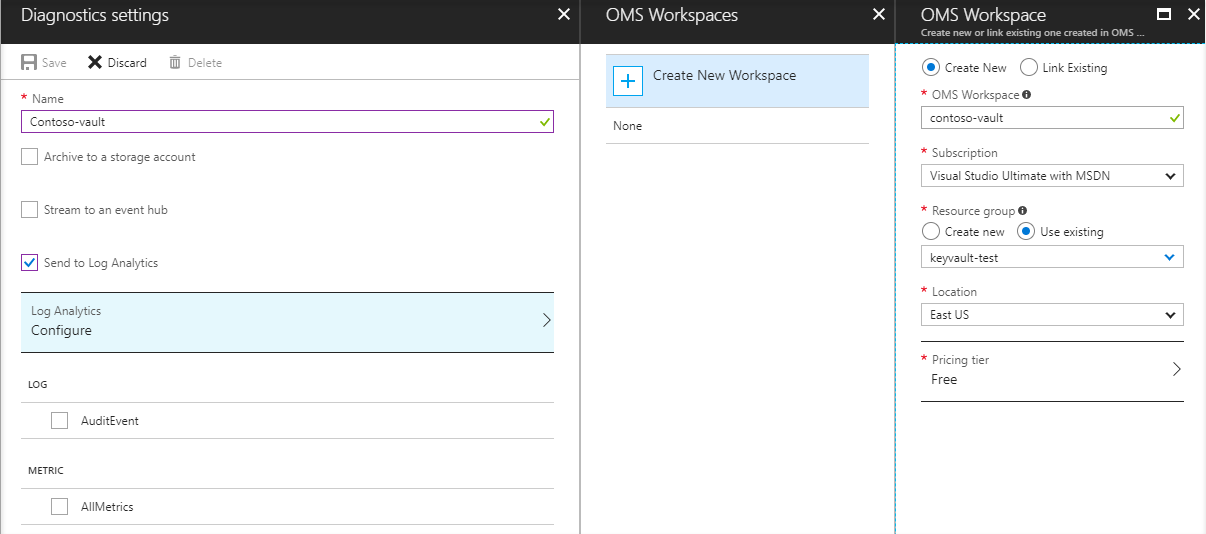 Diagnostics settings
Save Discard Delete
* Name
Contoso-vault
Archive to a storage account
Stream to an event hub
Send to Log Analytics
Log Analytics
Configure
LOG
AuditEvent
METRIC
AllMetrics
OMS Workspaces
Create New Workspace
None
OMS Workspace
Create new or link existing one created in OMS ...
Create New Link Existing
* OMS Workspace
contoso-vault
* Subscription
Visual Studio Ultimate with MSDN
* Resource group
Create new Use existing
keyvault-test
* Location
East US
* Pricing tier
Free